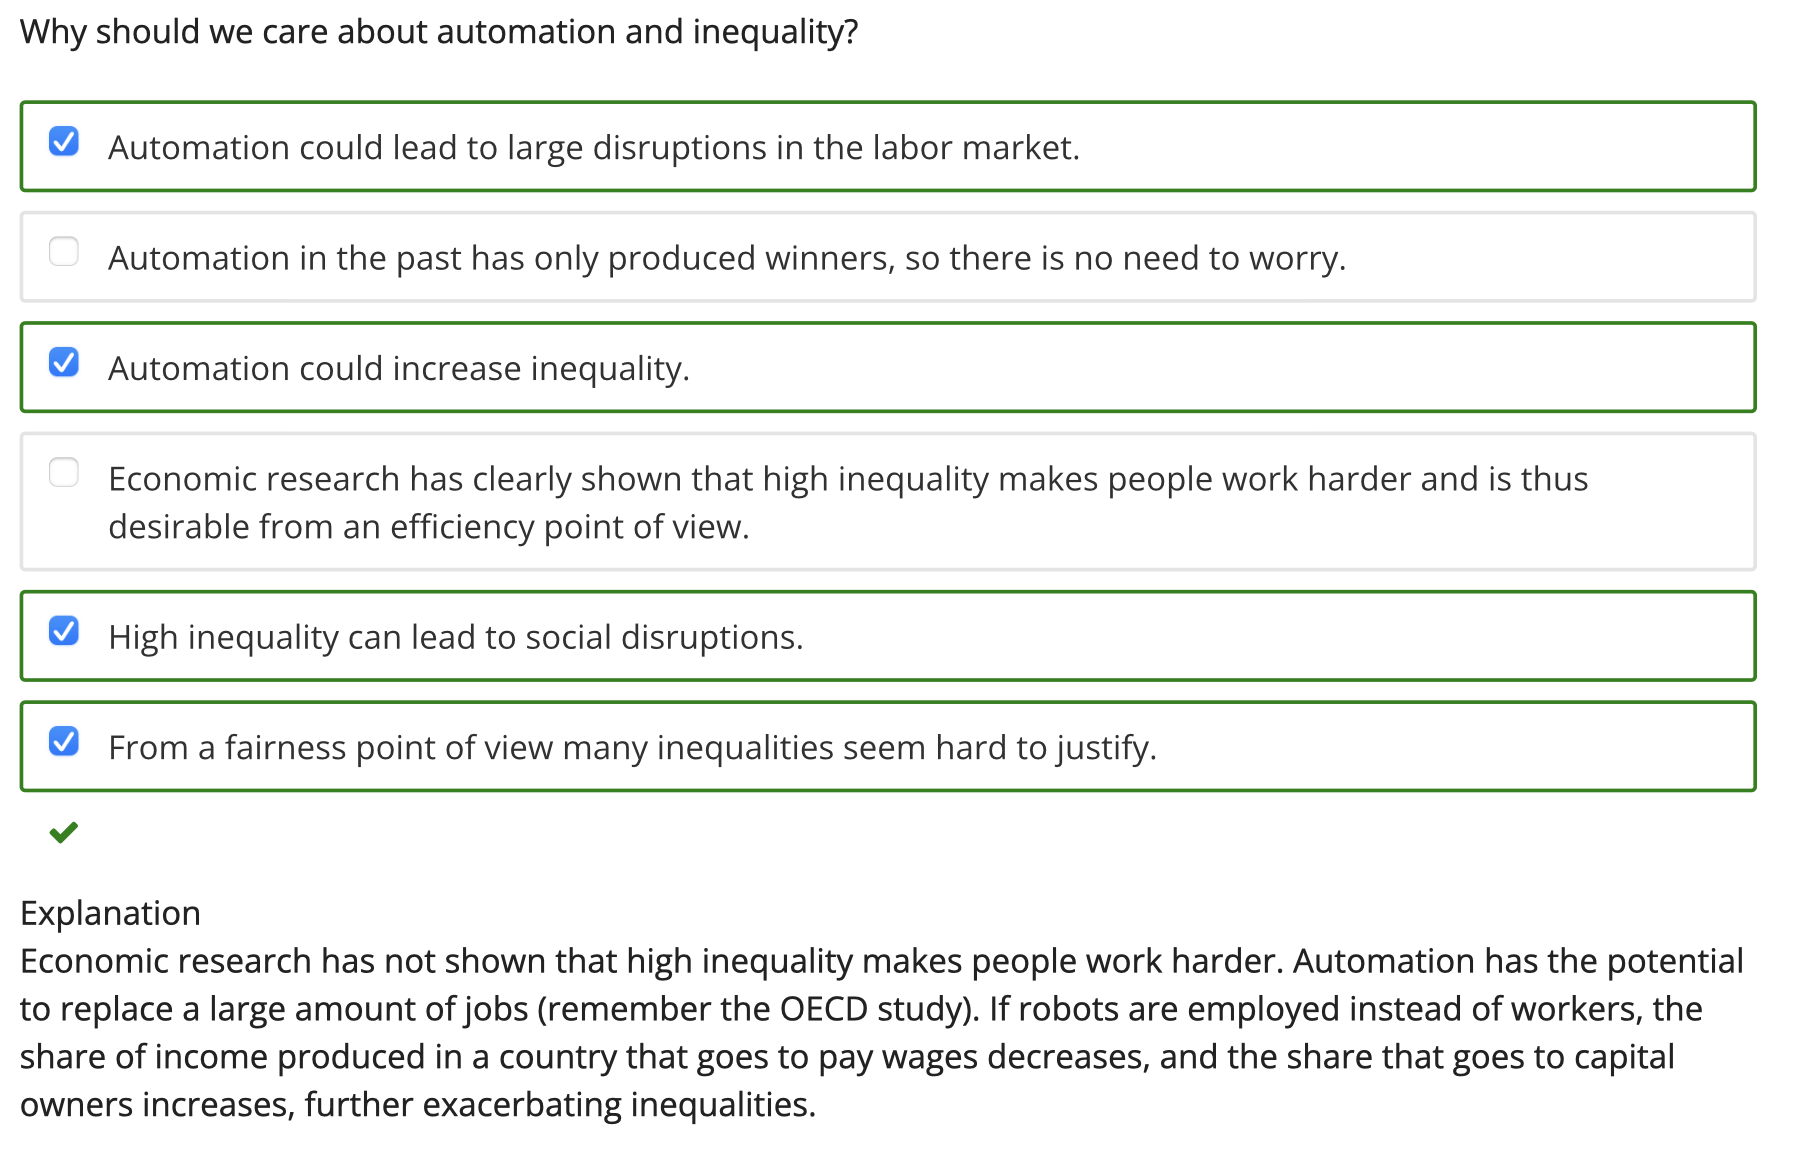 Why should we care about automation and inequality?
Automation could lead to large disruptions in the labor market.
Automation in the past has only produced winners, so there is no need to worry.
Automation could increase inequality.
Economic research has clearly shown that high inequality makes people work harder and is thus
desirable from an efficiency point of view.
High inequality can lead to social disruptions.
From a fairness point of view many inequalities seem hard to justify.
Explanation
Economic research has not shown that high inequality makes people work harder. Automation has the potential
to replace a large amount of jobs (remember the OECD study). If robots are employed instead of workers, the
share of income produced in a country that goes to pay wages decreases, and the share that goes to capital
owners increases, further exacerbating inequalities.